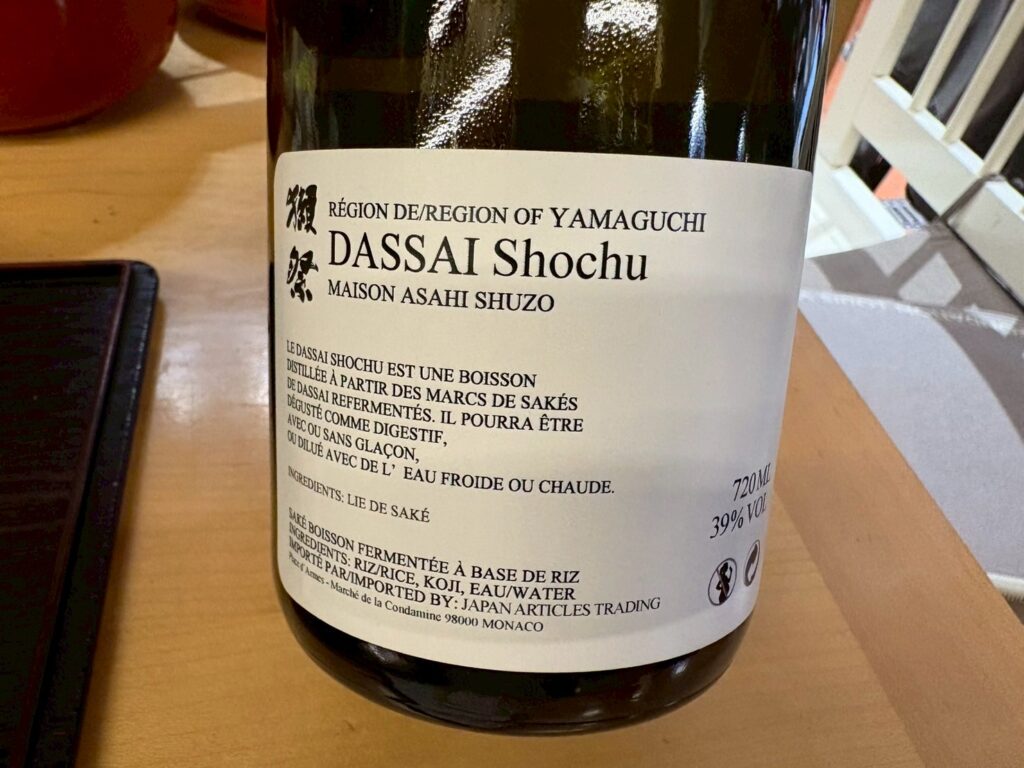 獺祭
RÉGION DE/REGION OF YAMAGUCHI
DASSAI Shochu
MAISON ASAHI SHUZO
LE DASSAI SHOCHU EST UNE BOISSON
DISTILLÉE À PARTIR DES MARCS DE SAKÉS
DE DASSAI REFERMENTÉS. IL POURRA ÊTRE
DÉGUSTÉ COMME DIGESTIF,
AVEC OU SANS GLAÇON,
OU DILUÉ AVEC DE L’ EAU FROIDE OU CHAUDE.
INGREDIENTS: LIE DE SAKÉ
720 ML
39% VOL
SAKÉ BOISSON FERMENTÉE À BASE DE RIZ
INGREDIENTS: RIZ/RICE, KOJI, EAU/WATER
IMPORTÉ PAR/IMPORTED BY: JAPAN ARTICLES TRADING
Place d'Armes - Marché de la Condamine 98000 MONACO